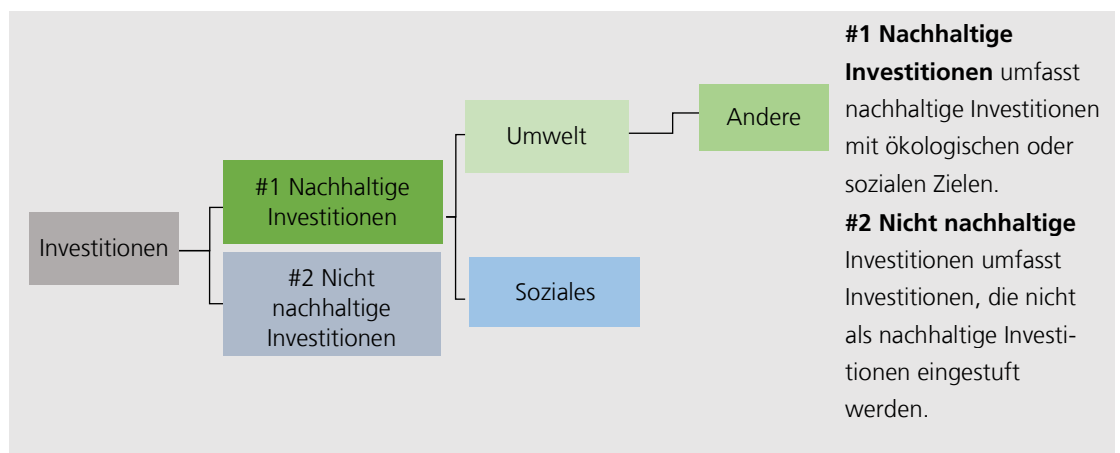 Investitionen
#1 Nachhaltige
Investitionen
#2 Nicht
nachhaltige
Investitionen
Umwelt
Soziales
Andere
#1 Nachhaltige
Investitionen umfasst
nachhaltige Investitionen
mit ökologischen oder
sozialen Zielen.
#2 Nicht nachhaltige
Investitionen umfasst
Investitionen, die nicht
als nachhaltige Investi-
tionen eingestuft
werden.